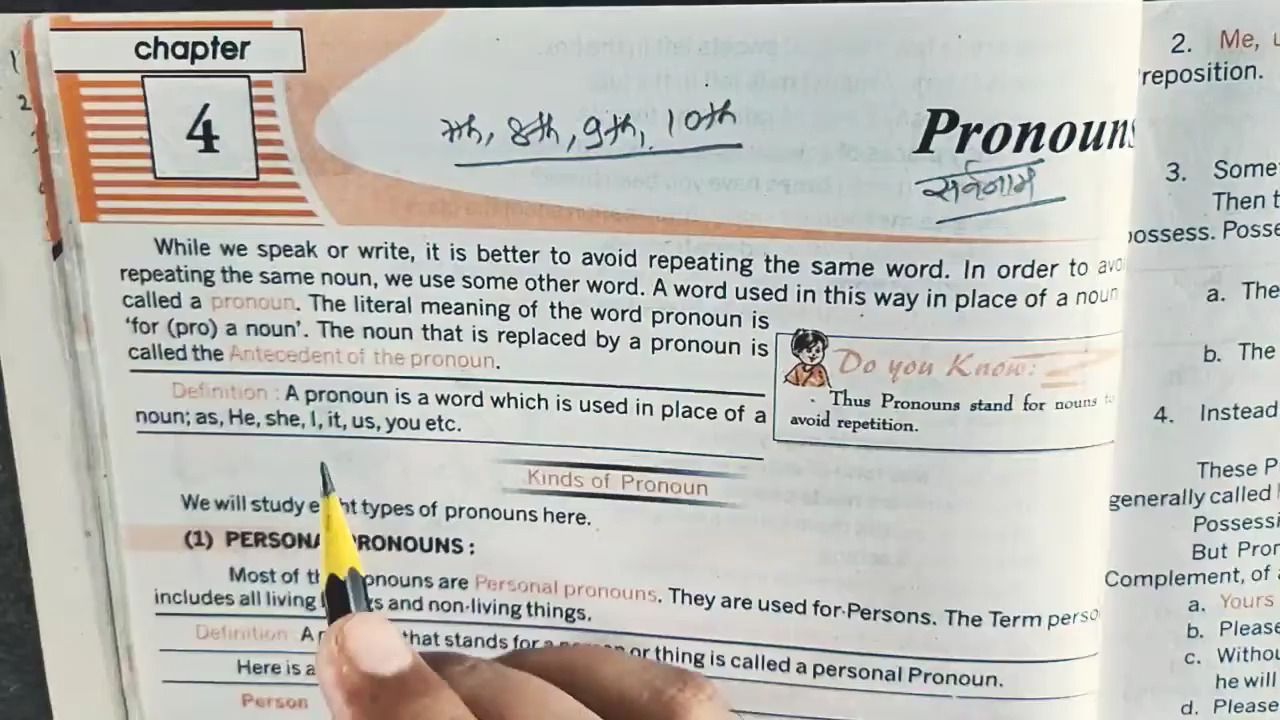 chapter
4
7th, 8th, 9th, 10th
Pronouns
सर्वनाम
While we speak or write, it is better to avoid repeating the same word. In order to avo
repeating the same noun, we use some other word. A word used in this way in place of a noun
called a pronoun. The literal meaning of the word pronoun is
'for (pro) a noun'. The noun that is replaced by a pronoun is
called the Antecedent of the pronoun.
Do you Know:
Thus Pronouns stand for nouns to
avoid repetition.
Definition : A pronoun is a word which is used in place of a
noun; as, He, she, I, it, us, you etc.
Kinds of Pronoun
We will study types of pronouns here.
(1) PERSONAL PRONOUNS :
Most of pronouns are Personal pronouns. They are used for Persons. The Term perso
includes all living and non-living things.
Definition : A that stands for a person or thing is called a personal Pronoun.
Here is a
Person
2. Me, u
reposition.
3. Some
Then t
possess. Posse
a. The
b. The
4. Instead
These P
generally called
Possessi
But Pron
Complement, of
a. Yours
b. Please
c. Withou
he will
d. Please